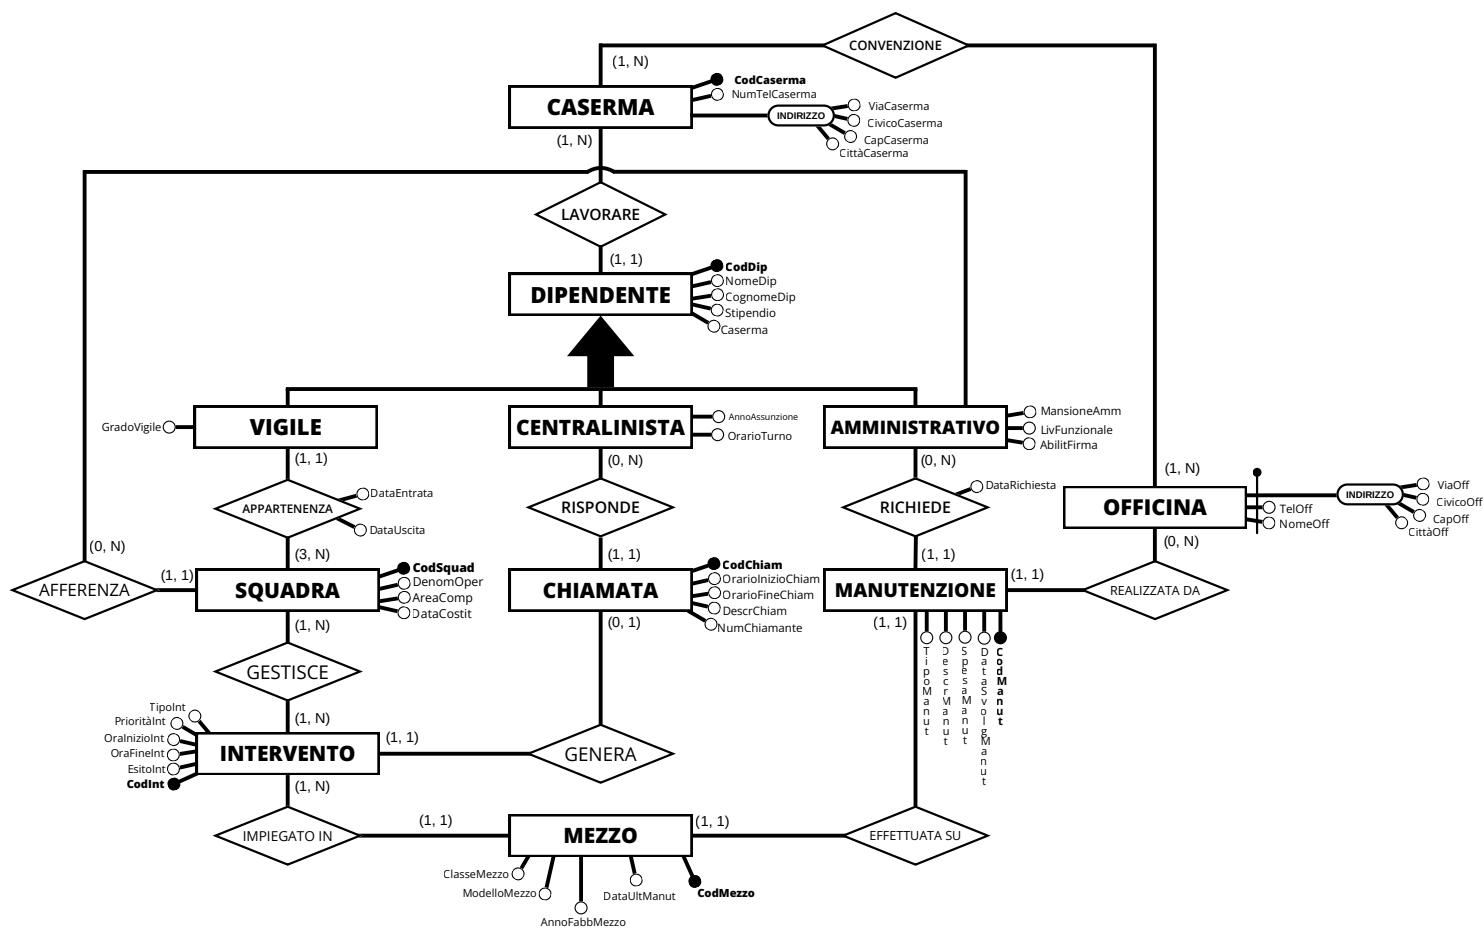 CONVENZIONE
(1, N)
CodCaserma
NumTelCaserma
CASERMA
INDIRIZZO
ViaCaserma
CivicoCaserma
CapCaserma
CittàCaserma
(1, N)
LAVORARE
(1, 1)
CodDip
NomeDip
CognomeDip
Stipendio
Caserma
DIPENDENTE
GradoVigile
VIGILE
CENTRALINISTA
AnnoAssunzione
OrarioTurno
AMMINISTRATIVO
MansioneAmm
LivFunzionale
AbilitFirma
(1, 1)
(0, N)
(0, N)
(1, N)
APPARTENENZA
DataEntrata
DataUscita
RISPONDE
RICHIEDE
DataRichiesta
OFFICINA
TelOff
NomeOff
INDIRIZZO
ViaOff
CivicoOff
CapOff
CittàOff
(0, N)
(3, N)
(1, 1)
(1, 1)
(0, N)
AFFERENZA
(1, 1)
SQUADRA
CodSquad
DenomOper
AreaComp
DataCostit
CHIAMATA
CodChiam
OrarioInizioChiam
OrarioFineChiam
DescrChiam
NumChiamante
MANUTENZIONE
(1, 1)
REALIZZATA DA
(1, N)
(0, 1)
(1, 1)
TipoManut
DescrManut
SpesaManut
DataSvolgManut
CodManut
GESTISCE
(1, N)
TipoInt
PrioritàInt
OraInizioInt
OraFineInt
EsitoInt
CodInt
INTERVENTO
(1, 1)
GENERA
(1, N)
IMPIEGATO IN
(1, 1)
MEZZO
(1, 1)
EFFETTUATA SU
ClasseMezzo
ModelloMezzo
AnnoFabbMezzo
DataUltManut
CodMezzo